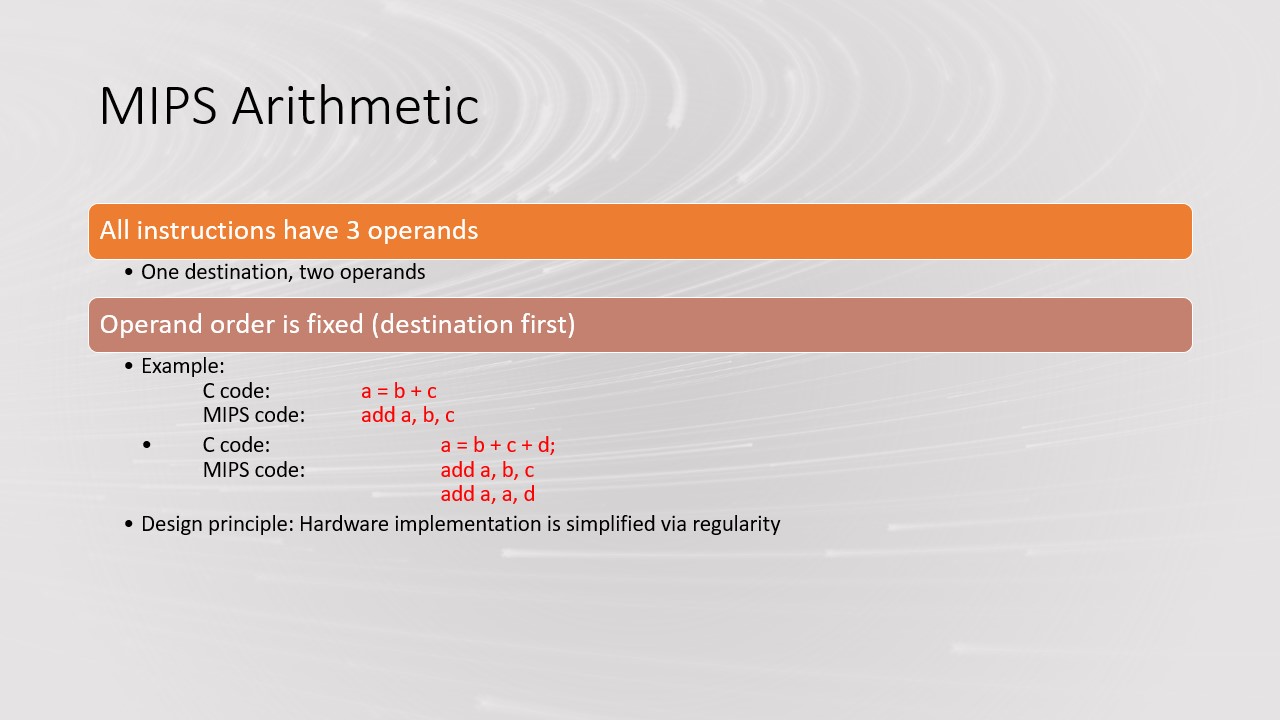 MIPS Arithmetic
All instructions have 3 operands
• One destination, two operands
Operand order is fixed (destination first)
• Example:
C code: a = b + c
MIPS code: add a, b, c
• C code: a = b + c + d;
MIPS code: add a, b, c
add a, a, d
• Design principle: Hardware implementation is simplified via regularity